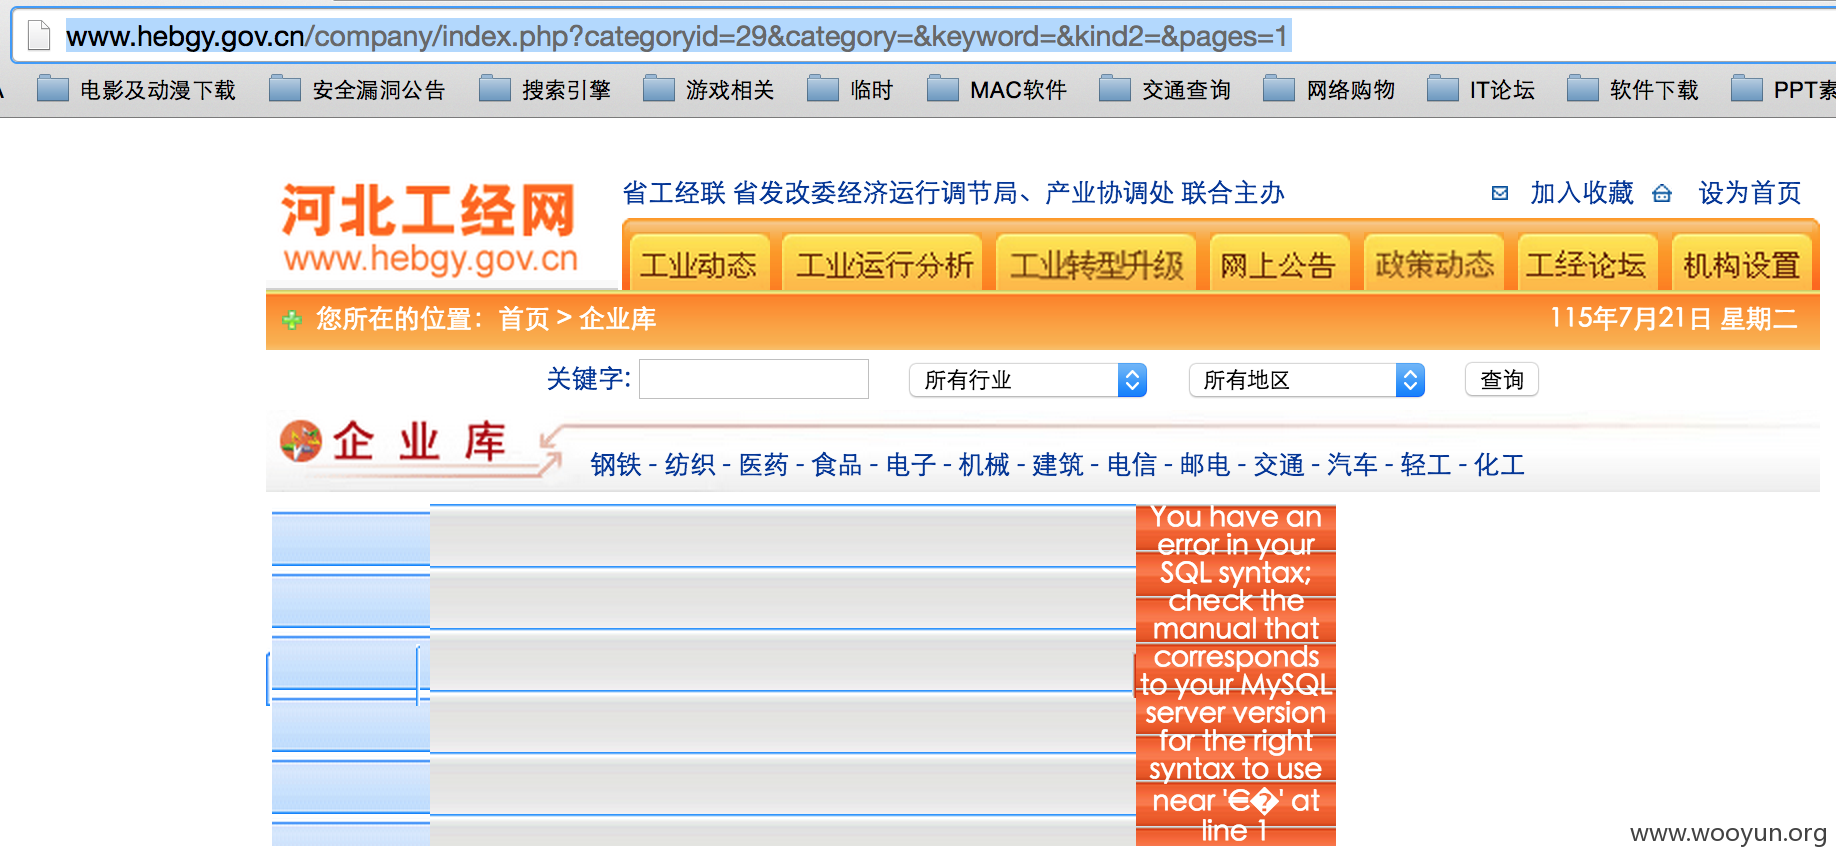 www.hebgy.gov.cn/company/index.php?categoryid=29&category=&keyword=&kind2=&pages=1
电影及动漫下载 安全漏洞公告 搜索引擎 游戏相关 临时 MAC软件 交通查询 网络购物 IT论坛 软件下载 PPT素
河北工经网
www.hebgy.gov.cn
省工经联 省发改委经济运行调节局、产业协调处 联合主办 加入收藏 设为首页
工业动态 工业运行分析 工业转型升级 网上公告 政策动态 工经论坛 机构设置
您所在的位置：首页 > 企业库 115年7月21日 星期二
关键字: 所有行业 所有地区 查询
企业库
钢铁 - 纺织 - 医药 - 食品 - 电子 - 机械 - 建筑 - 电信 - 邮电 - 交通 - 汽车 - 轻工 - 化工
You have an
error in your
SQL syntax;
check the
manual that
corresponds
to your MySQL
server version
for the right
syntax to use
near '€�' at
line 1
www.wooyun.org